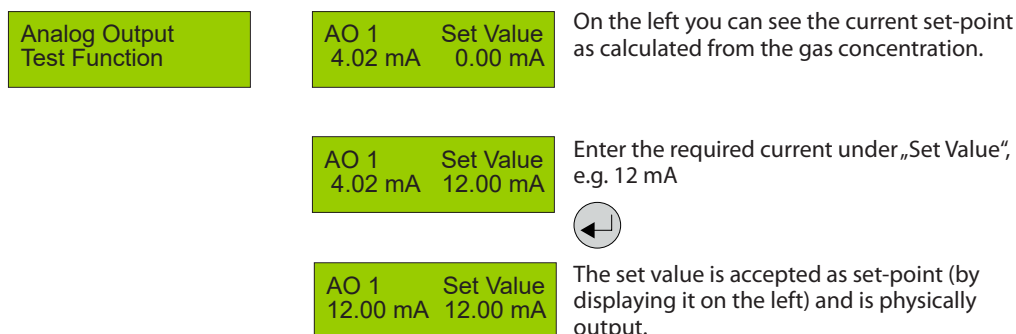 Analog Output
Test Function
AO 1 Set Value
4.02 mA 0.00 mA
On the left you can see the current set-point
as calculated from the gas concentration.
AO 1 Set Value
4.02 mA 12.00 mA
Enter the required current under „Set Value“,
e.g. 12 mA
AO 1 Set Value
12.00 mA 12.00 mA
The set value is accepted as set-point (by
displaying it on the left) and is physically
output.